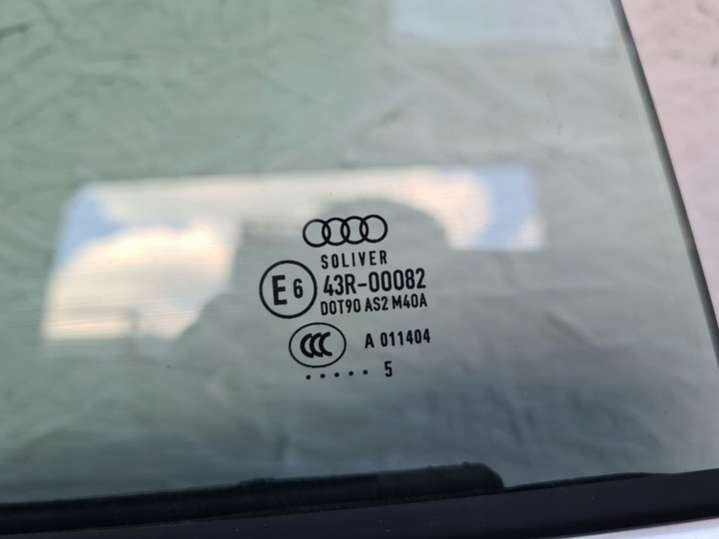 SOLIVER
E6 43R-00082
DOT90 AS2 M40A
CCC A 011404
..... 5